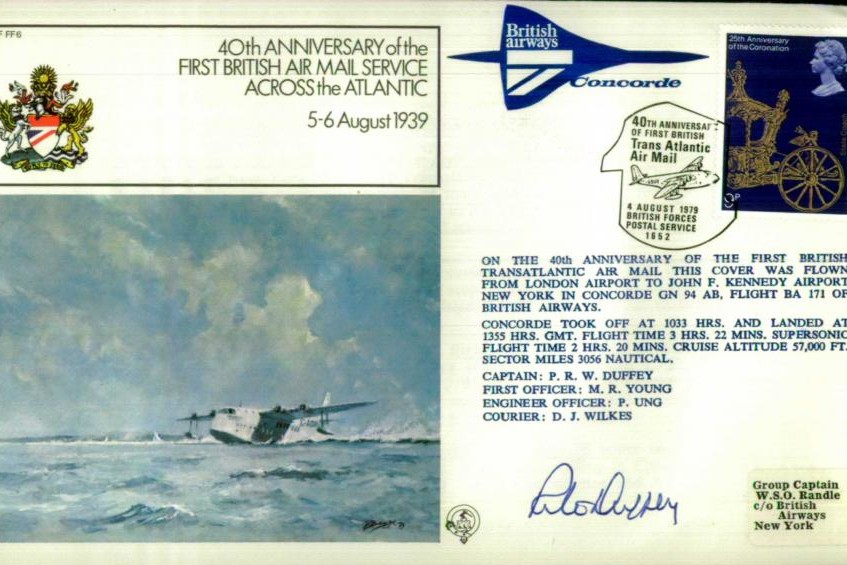 FF6
40th ANNIVERSARY of the
FIRST BRITISH AIR MAIL SERVICE
ACROSS the ATLANTIC
5-6 August 1939
British
airways
Concorde
25th Anniversary
of the Coronation
9P
40TH ANNIVERSAR
OF FIRST BRITISH
Trans Atlantic
Air Mail
4 AUGUST 1979
BRITISH FORCES
POSTAL SERVICE
1652
ON THE 40th ANNIVERSARY OF THE FIRST BRITISH
TRANSATLANTIC AIR MAIL THIS COVER WAS FLOWN
FROM LONDON AIRPORT TO JOHN F. KENNEDY AIRPORT
NEW YORK IN CONCORDE GN 94 AB, FLIGHT BA 171 OF
BRITISH AIRWAYS.
CONCORDE TOOK OFF AT 1033 HRS. AND LANDED AT
1355 HRS. GMT. FLIGHT TIME 3 HRS. 22 MINS. SUPERSONIC
FLIGHT TIME 2 HRS. 20 MINS. CRUISE ALTITUDE 57,000 FT.
SECTOR MILES 3056 NAUTICAL.
CAPTAIN: P. R. W. DUFFEY
FIRST OFFICER: M. R. YOUNG
ENGINEER OFFICER: P. UNG
COURIER: D. J. WILKES
Group Captain
W.S.O. Randle
c/o British
Airways
New York